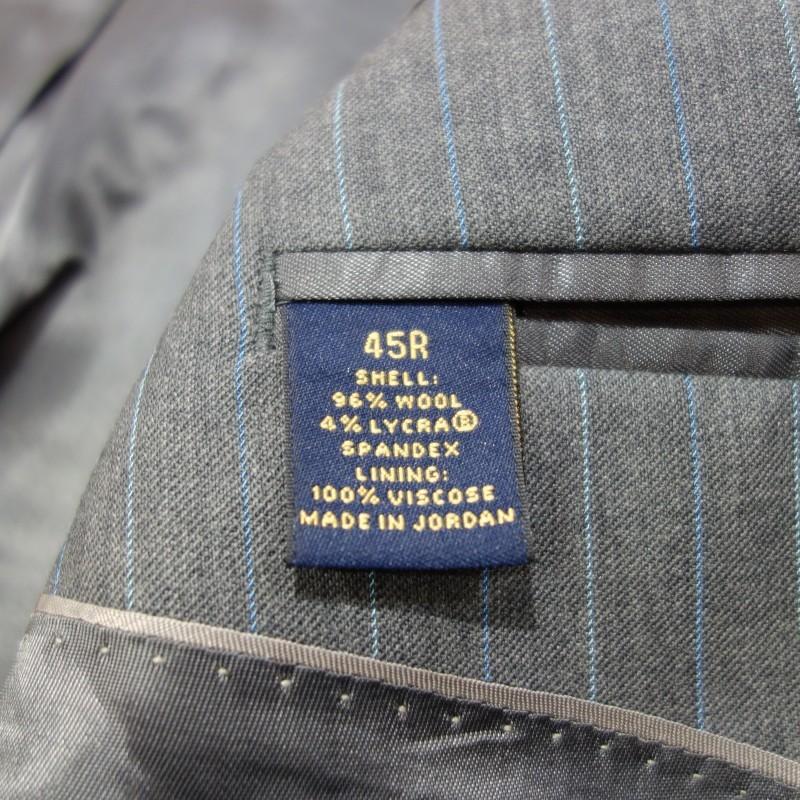 45R
SHELL:
96% WOOL
4% LYCRA®
SPANDEX
LINING:
100% VISCOSE
MADE IN JORDAN